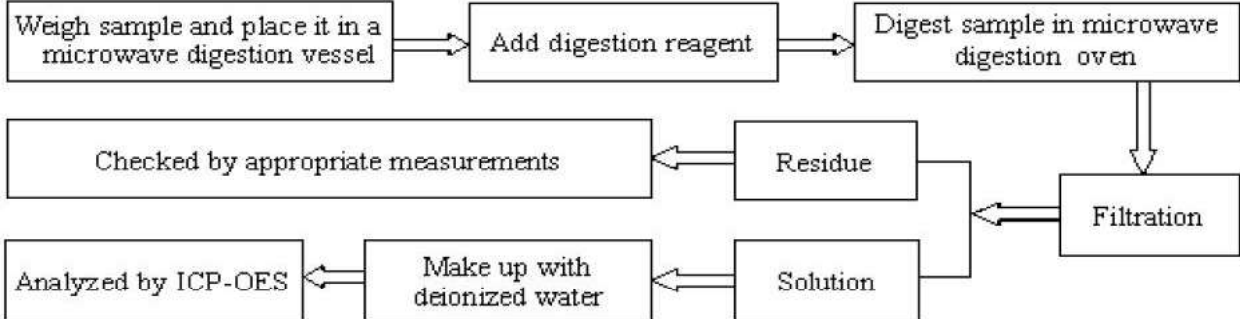 Weigh sample and place it in a
microwave digestion vessel
Add digestion reagent
Digest sample in microwave
digestion oven
Filtration
Residue
Checked by appropriate measurements
Solution
Make up with
deionized water
Analyzed by ICP-OES